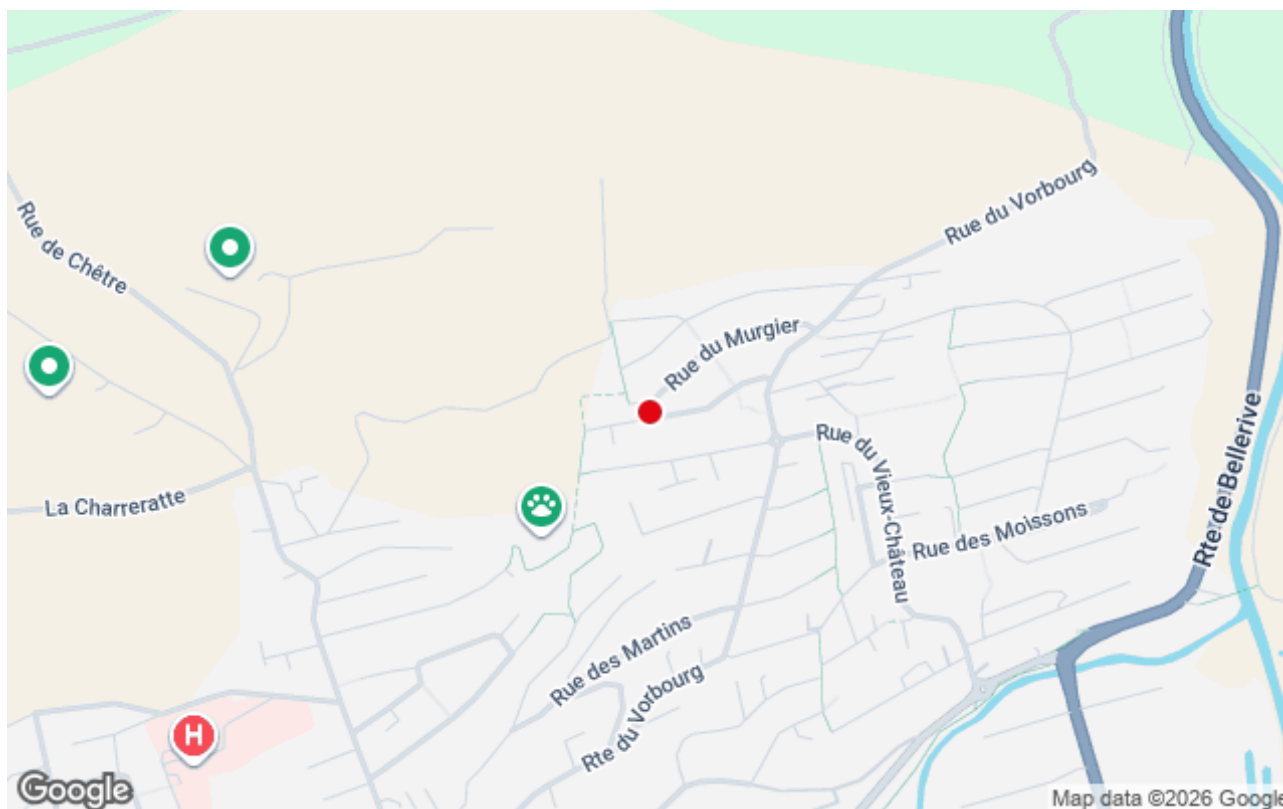 Rue du Vorbourg
Rue de Chêtre
Rue du Murgier
Rue du Vieux-Château
La Charreratte
Rue des Moissons
Rte de Bellerive
Rue des Martins
Rte du Vorbourg
H
Google
Map data ©2026 Google